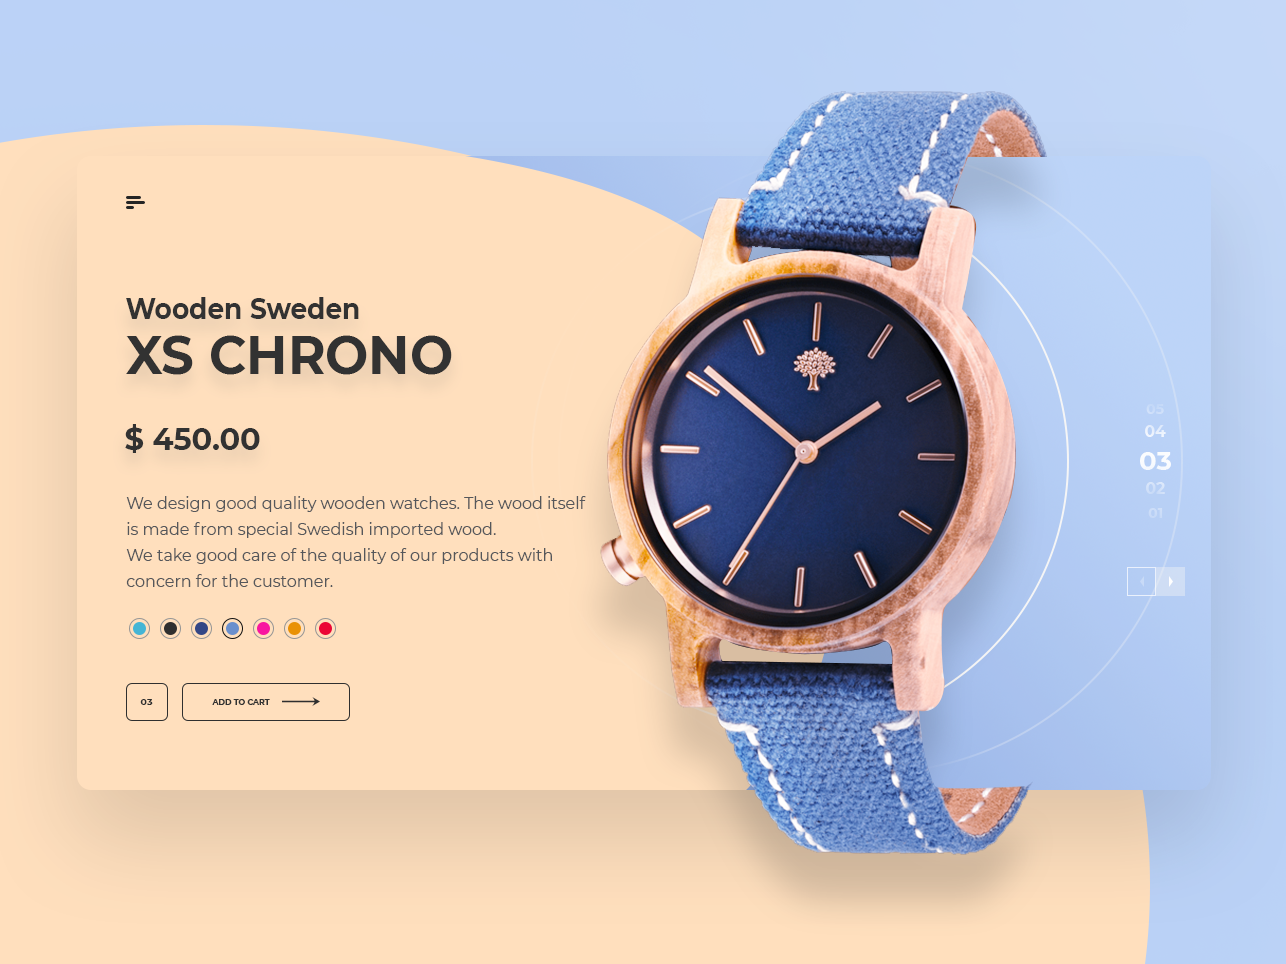 Wooden Sweden
XS CHRONO
$ 450.00
We design good quality wooden watches. The wood itself
is made from special Swedish imported wood.
We take good care of the quality of our products with
concern for the customer.
03
ADD TO CART
05
04
03
02
01